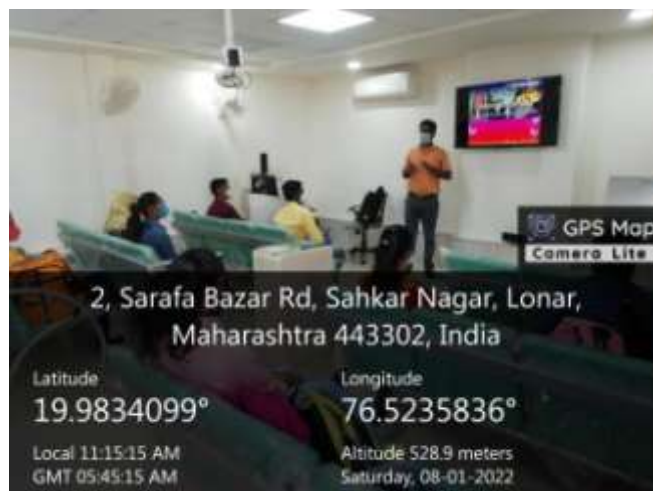 GPS Map
Camera Lite
2, Sarafa Bazar Rd, Sahkar Nagar, Lonar,
Maharashtra 443302, India
Latitude
19.9834099°
Longitude
76.5235836°
Local 11:15:15 AM
GMT 05:45:15 AM
Altitude 528.9 meters
Saturday, 08-01-2022